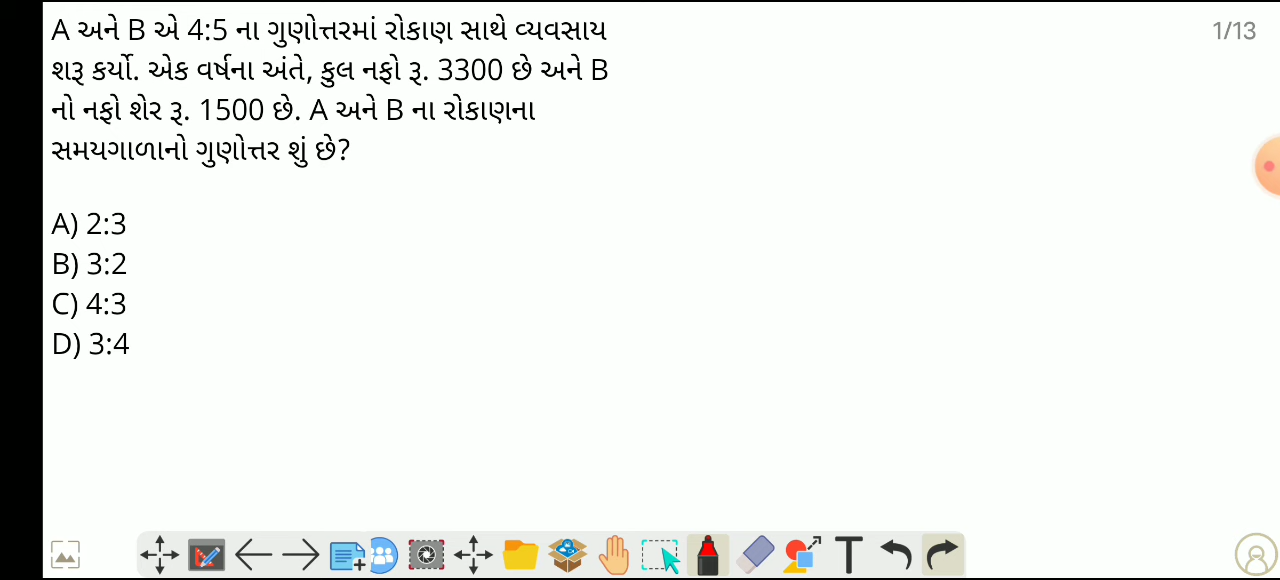 A અને B એ 4:5 ના ગુણોત્તરમાં રોકાણ સાથે વ્યવસાય
શરૂ કર્યો. એક વર્ષના અંતે, કુલ નફો રૂ. 3300 છે અને B
નો નફો શેર રૂ. 1500 છે. A અને B ના રોકાણના
સમયગાળાનો ગુણોત્તર શું છે?
A) 2:3
B) 3:2
C) 4:3
D) 3:4
1/13